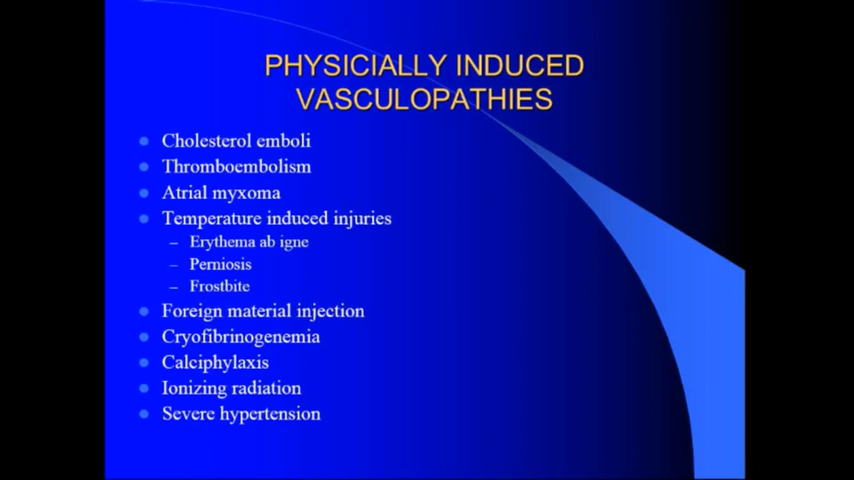 PHYSICIALLY INDUCED
VASCULOPATHIES
Cholesterol emboli
Thromboembolism
Atrial myxoma
Temperature induced injuries
– Erythema ab igne
– Perniosis
– Frostbite
Foreign material injection
Cryofibrinogenemia
Calciphylaxis
Ionizing radiation
Severe hypertension